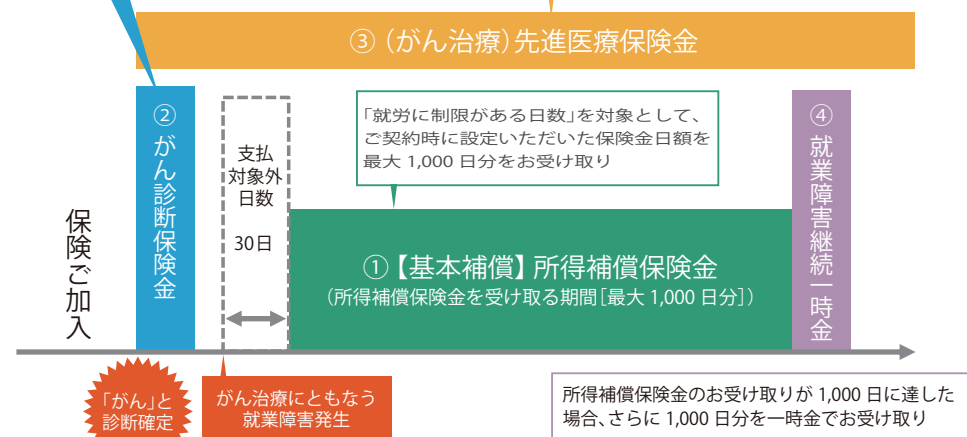 ③（がん治療）先進医療保険金
②がん診断保険金
支払
対象外
日数
30日
「就労に制限がある日数」を対象として、
ご契約時に設定いただいた保険金日額を
最大 1,000 日分をお受け取り
④就業障害継続一時金
保険ご加入
①【基本補償】所得補償保険金
（所得補償保険金を受け取る期間［最大 1,000 日分］）
「がん」と
診断確定
がん治療にともなう
就業障害発生
所得補償保険金のお受け取りが 1,000 日に達した
場合、さらに 1,000 日分を一時金でお受け取り